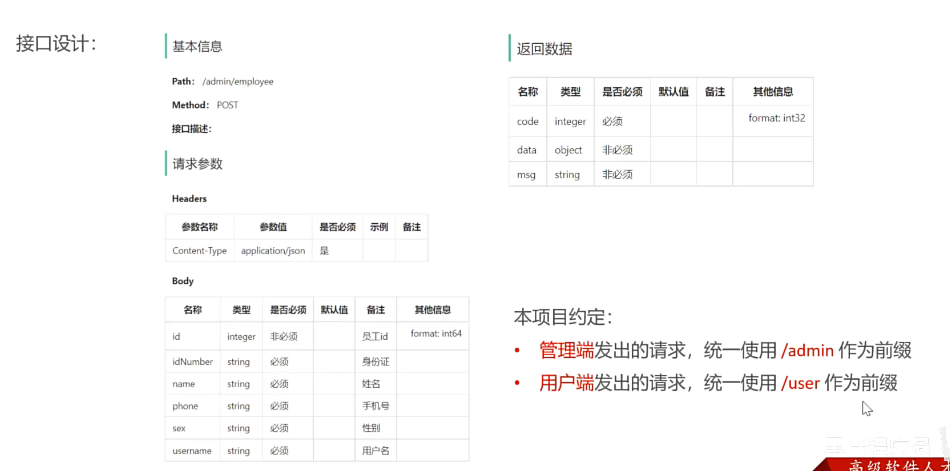 接口设计：
基本信息
Path： /admin/employee
Method： POST
接口描述：
请求参数
Headers
参数名称 参数值 是否必须 示例 备注
Content-Type application/json 是
Body
名称 类型 是否必须 默认值 备注 其他信息
id integer 非必须 员工id format: int64
idNumber string 必须 身份证
name string 必须 姓名
phone string 必须 手机号
sex string 必须 性别
username string 必须 用户名
返回数据
名称 类型 是否必须 默认值 备注 其他信息
code integer 必须 format: int32
data object 非必须
msg string 非必须
本项目约定：
• 管理端发出的请求，统一使用 /admin 作为前缀
• 用户端发出的请求，统一使用 /user 作为前缀
高级软件人